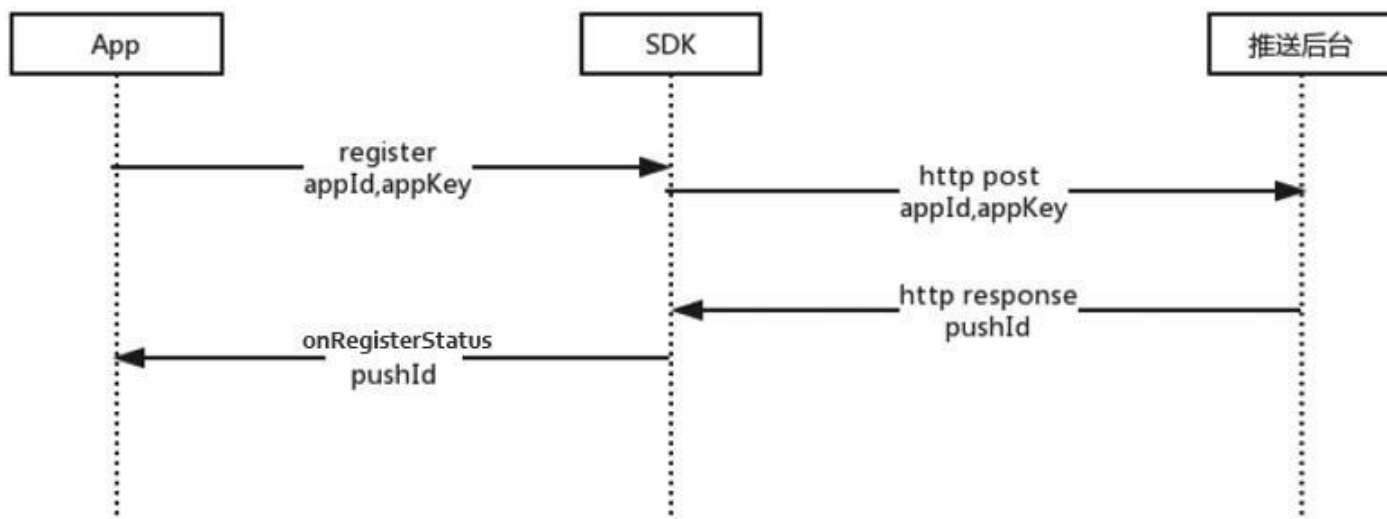 App
SDK
推送后台
register
appId,appKey
http post
appId,appKey
http response
pushId
onRegisterStatus
pushId